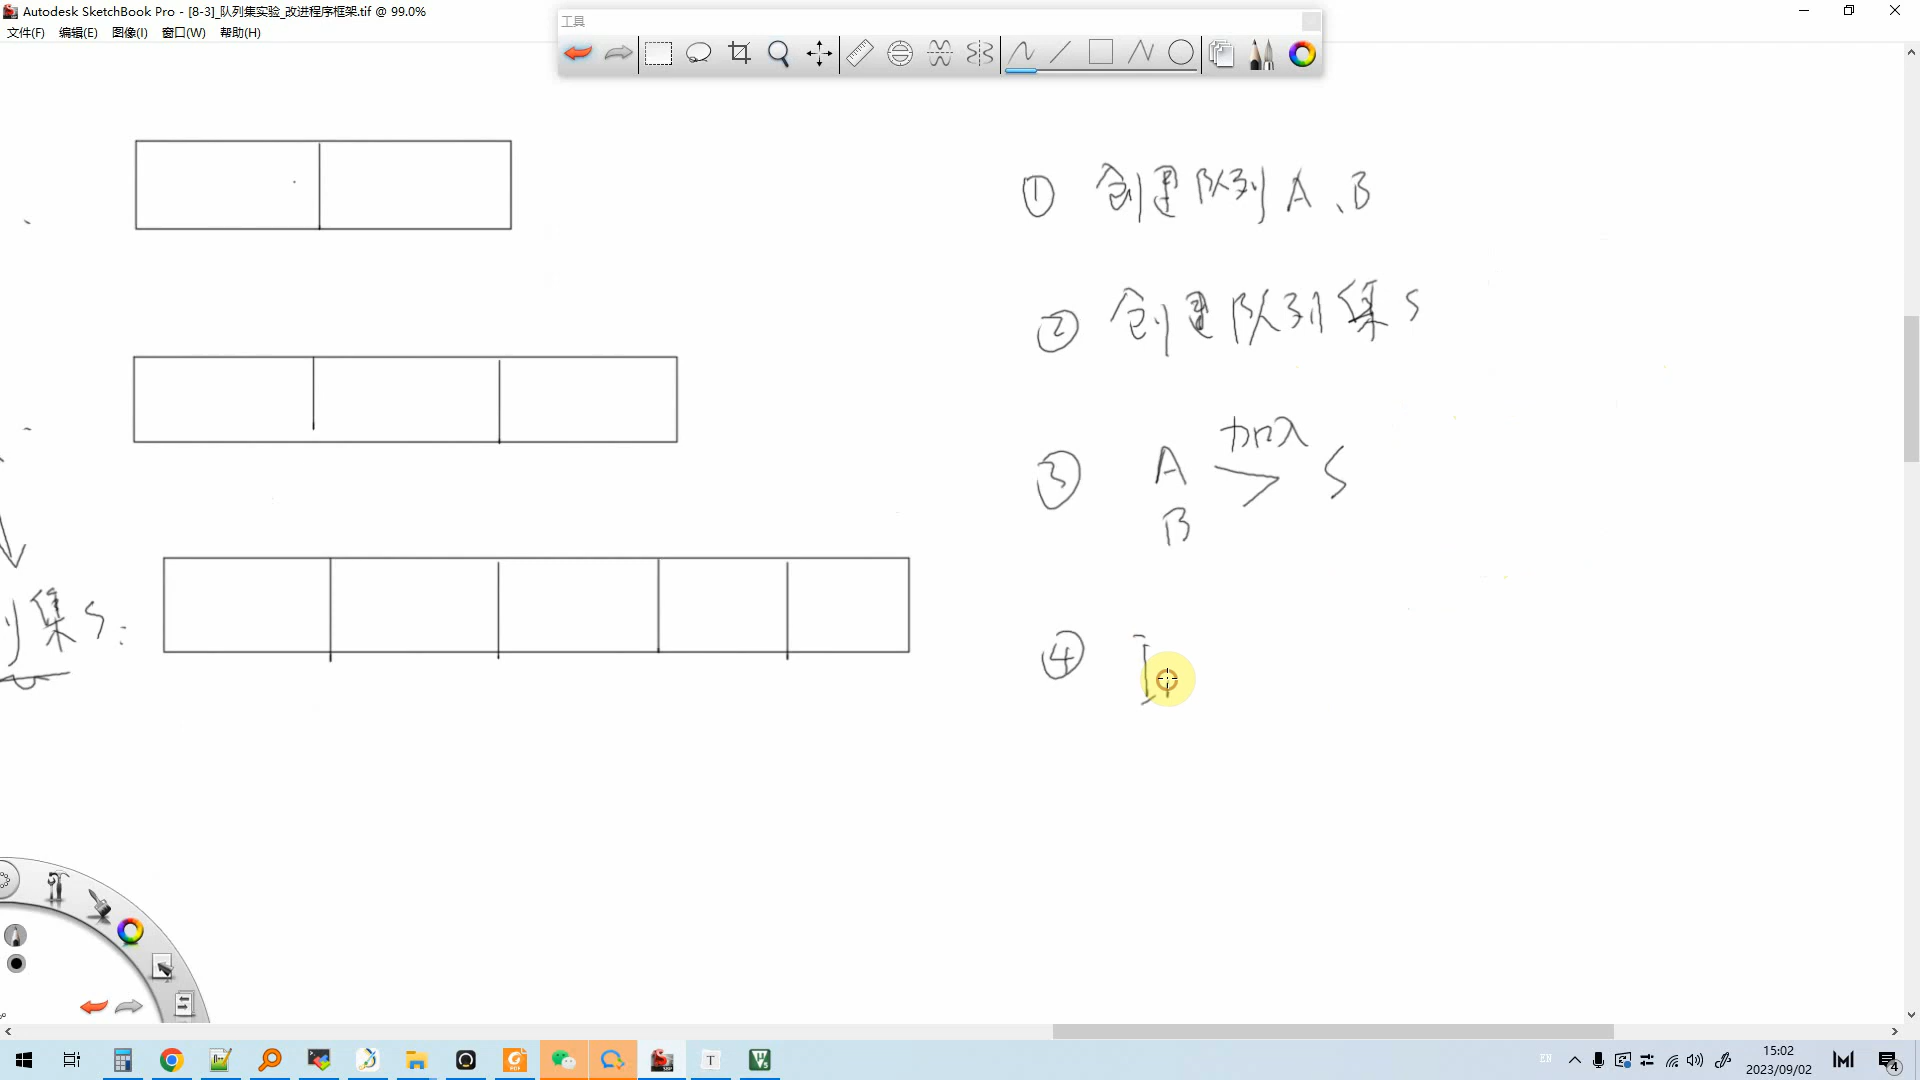 Autodesk SketchBook Pro - [8-3]_队列集实验_改进程序框架.tif @ 99.0%
文件(F) 编辑(E) 图像(I) 窗口(W) 帮助(H)
工具
① 创建队列 A、B
② 创建队列集 S
加入
③ A S
B
集 S:
④
EN
15:02
2023/09/02
4